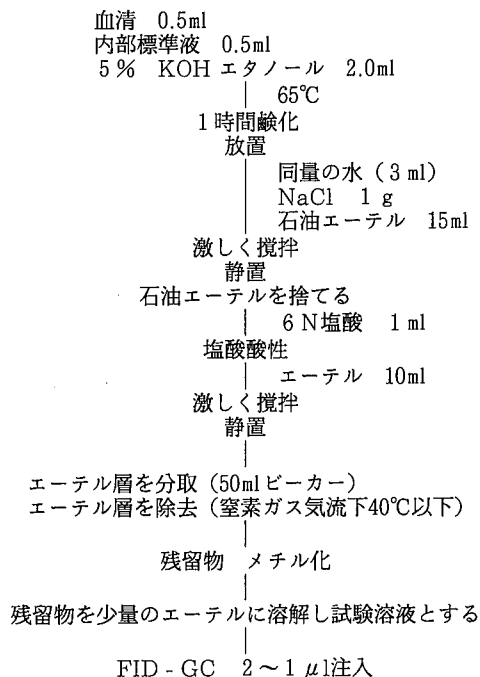 血清 0.5ml
内部標準液 0.5ml
5% KOH エタノール 2.0ml
65℃
1時間鹸化
放置
同量の水（3ml）
NaCl 1g
石油エーテル 15ml
激しく撹拌
静置
石油エーテルを捨てる
6N塩酸 1ml
塩酸酸性
エーテル 10ml
激しく撹拌
静置
エーテル層を分取（50mlビーカー）
エーテル層を除去（窒素ガス気流下40℃以下）
残留物 メチル化
残留物を少量のエーテルに溶解し試験溶液とする
FID - GC 2～1μl注入